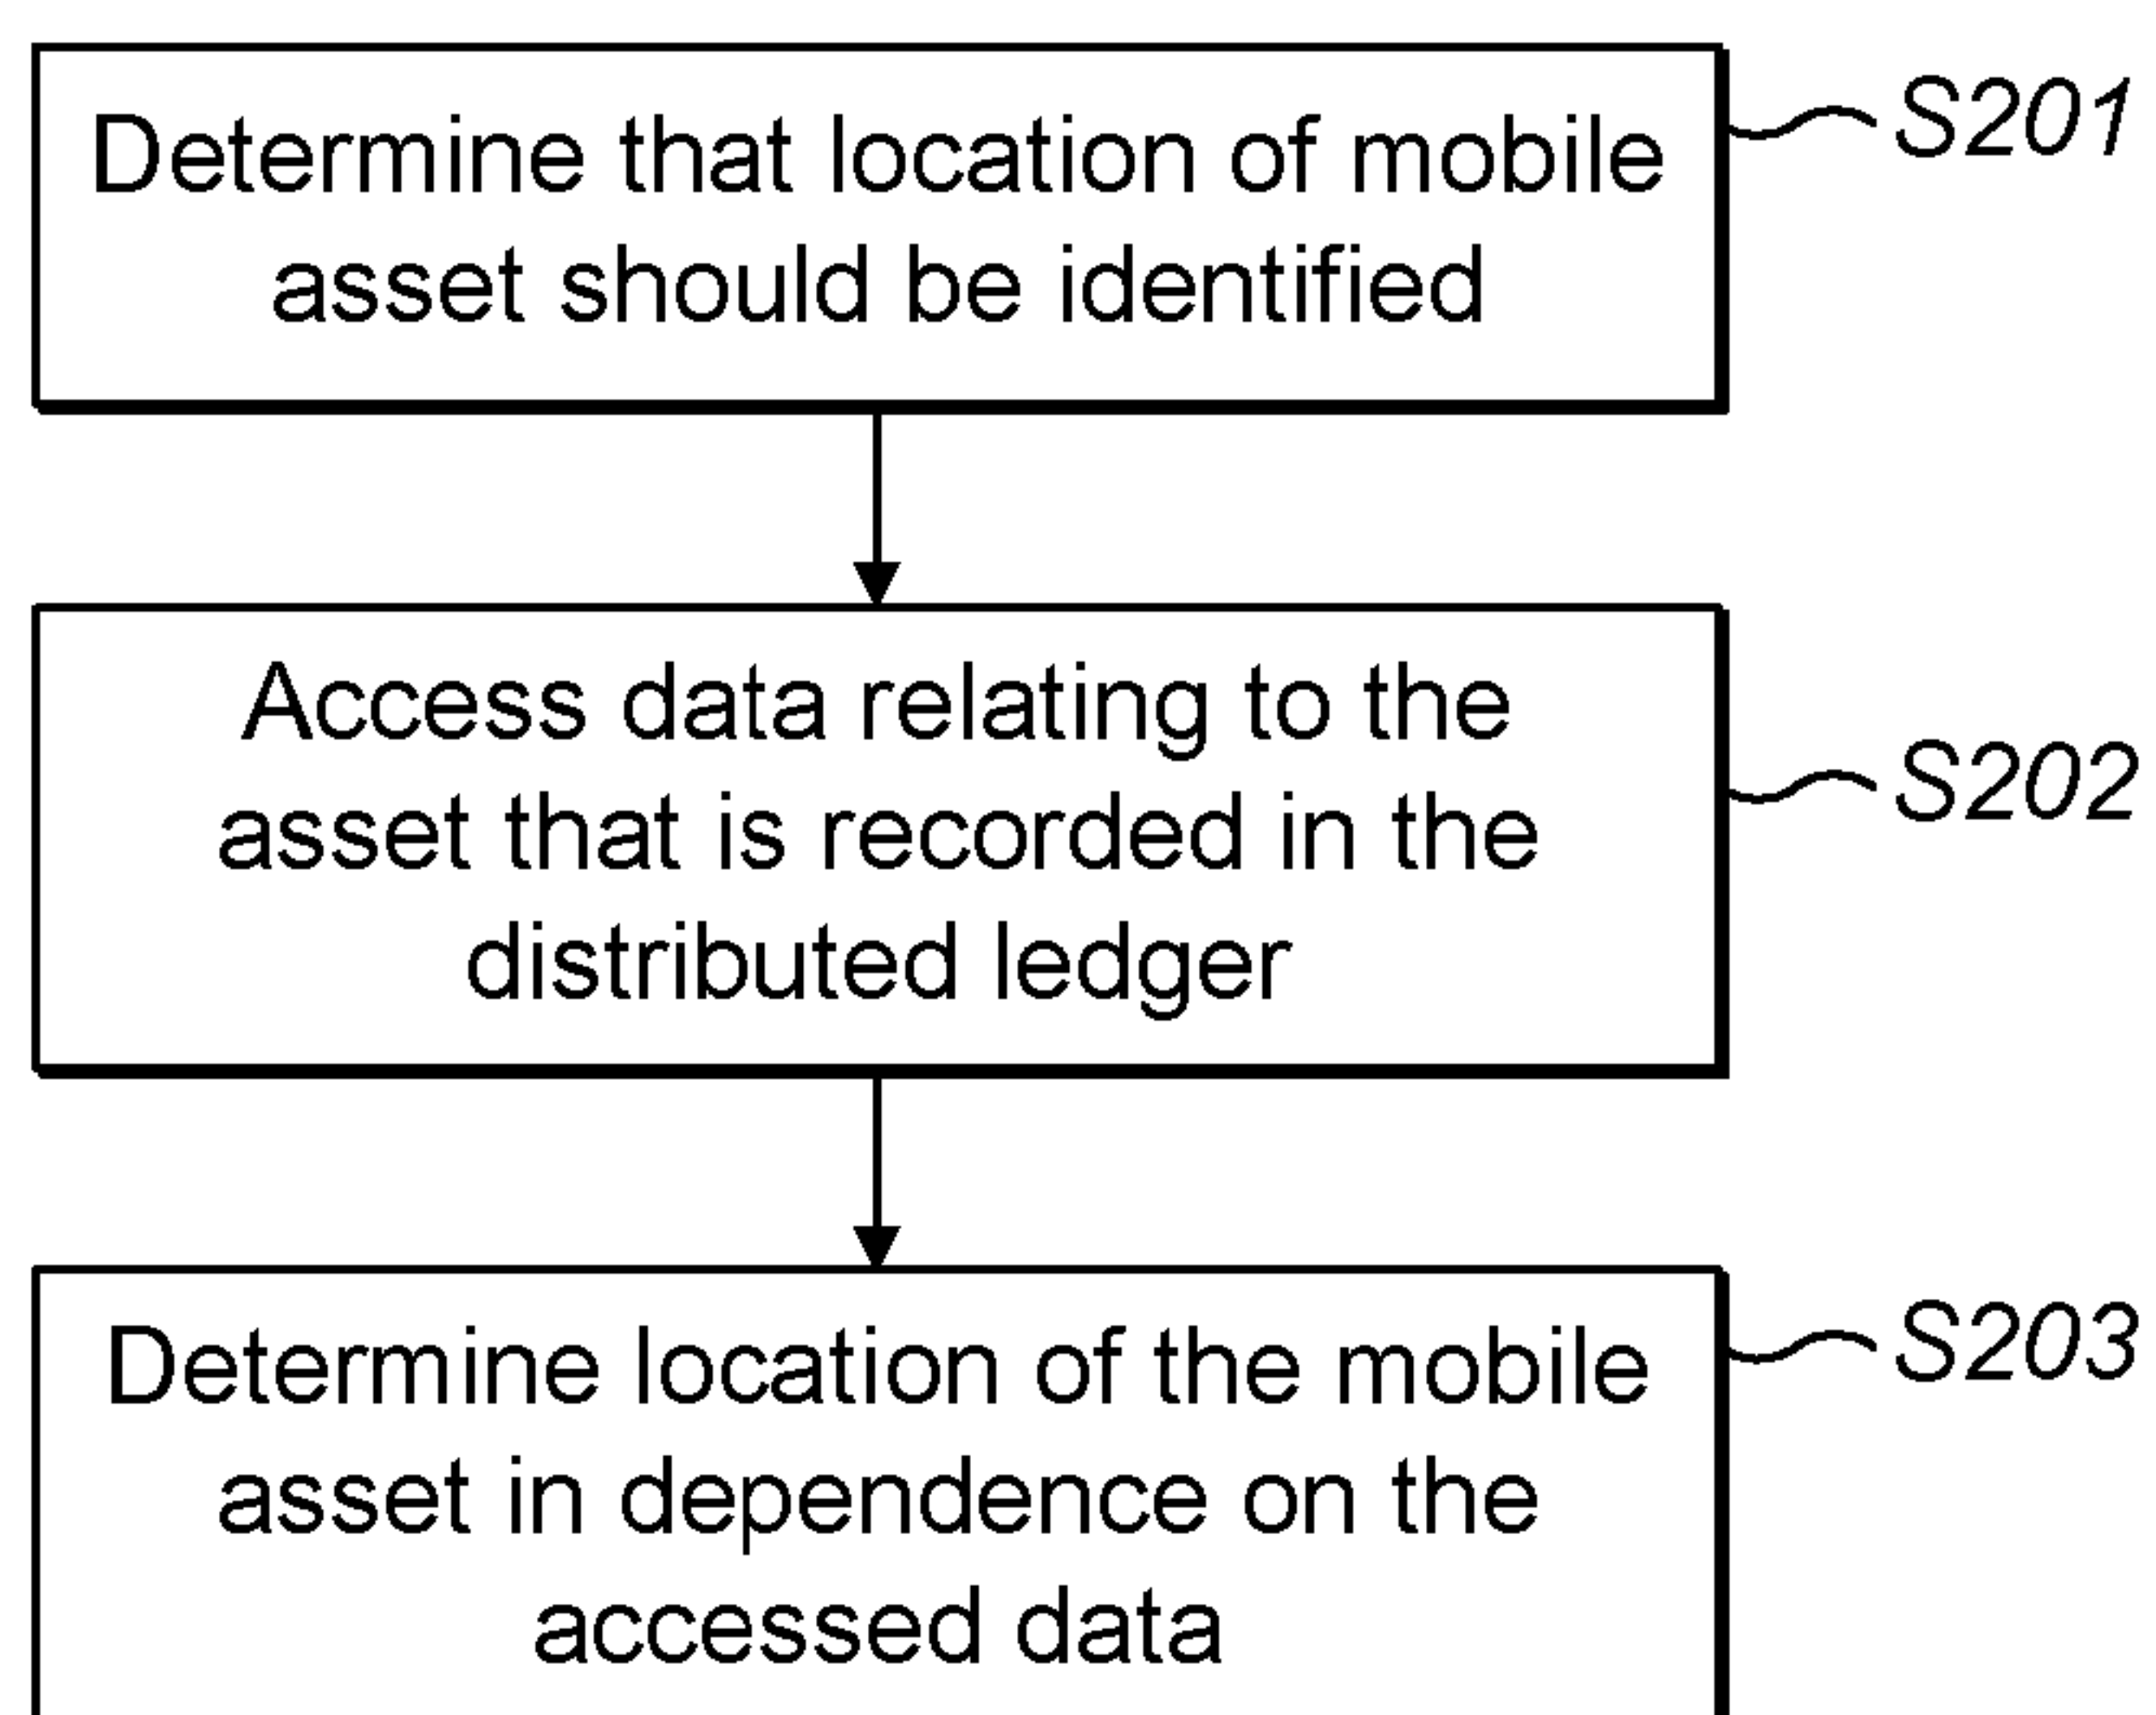 Determine that location of mobile
asset should be identified
S201
Access data relating to the
asset that is recorded in the
distributed ledger
S202
Determine location of the mobile
asset in dependence on the
accessed data
S203